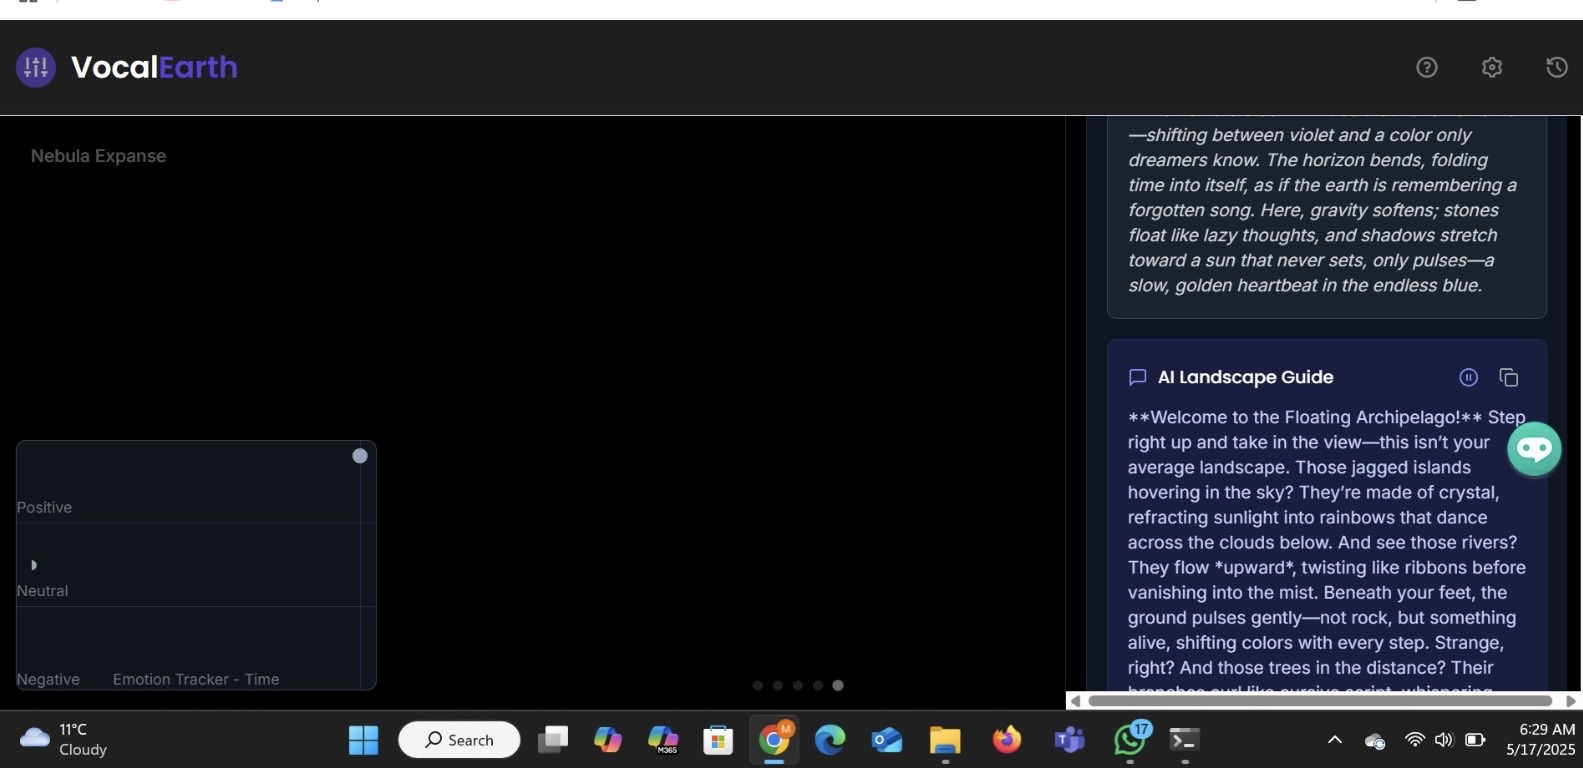 VocalEarth
Nebula Expanse
Positive
Neutral
Negative
Emotion Tracker - Time
—shifting between violet and a color only
dreamers know. The horizon bends, folding
time into itself, as if the earth is remembering a
forgotten song. Here, gravity softens; stones
float like lazy thoughts, and shadows stretch
toward a sun that never sets, only pulses—a
slow, golden heartbeat in the endless blue.
AI Landscape Guide
**Welcome to the Floating Archipelago!** Step
right up and take in the view—this isn’t your
average landscape. Those jagged islands
hovering in the sky? They’re made of crystal,
refracting sunlight into rainbows that dance
across the clouds below. And see those rivers?
They flow *upward*, twisting like ribbons before
vanishing into the mist. Beneath your feet, the
ground pulses gently—not rock, but something
alive, shifting colors with every step. Strange,
right? And those trees in the distance? Their
branches curl like cursive script, whispering
11°C
Cloudy
Search
M365
M
17
6:29 AM
5/17/2025